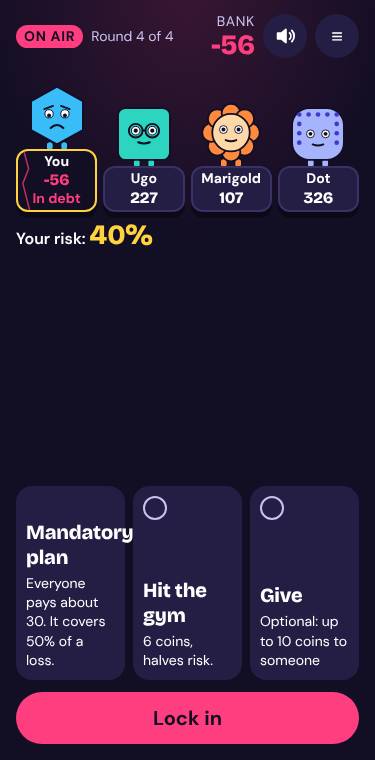 ON AIR
Round 4 of 4
BANK
-56
You
-56
In debt
Ugo
227
Marigold
107
Dot
326
Your risk: 40%
Mandatory
plan
Everyone
pays about
30. It covers
50% of a
loss.
Hit the
gym
6 coins,
halves risk.
Give
Optional: up
to 10 coins to
someone
Lock in